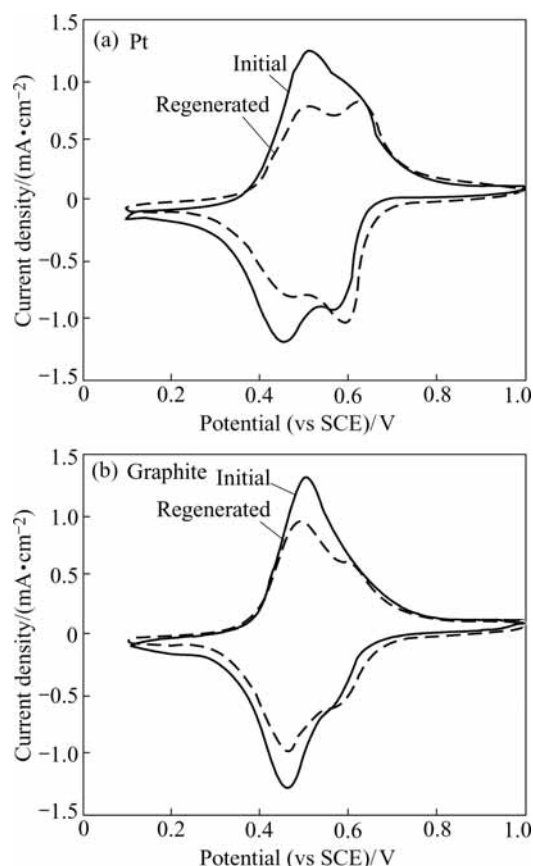 (a) Pt
Initial
Regenerated
1.5
1.0
0.5
0
−0.5
−1.0
−1.5
Current density/(mA•cm−2)
0
0.2
0.4
0.6
0.8
1.0
Potential (vs SCE)/V
(b) Graphite
Initial
Regenerated
1.5
1.0
0.5
0
−0.5
−1.0
−1.5
Current density/(mA•cm−2)
0
0.2
0.4
0.6
0.8
1.0
Potential (vs SCE)/V